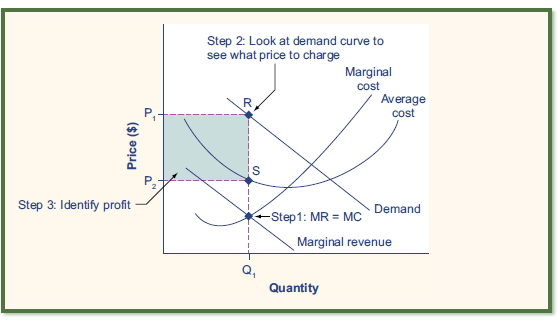 Step 2: Look at demand curve to
see what price to charge
Marginal
cost
Average
cost
R
P1
Price ($)
S
P2
Step 3: Identify profit
Step1: MR = MC
Demand
Marginal revenue
Q1
Quantity